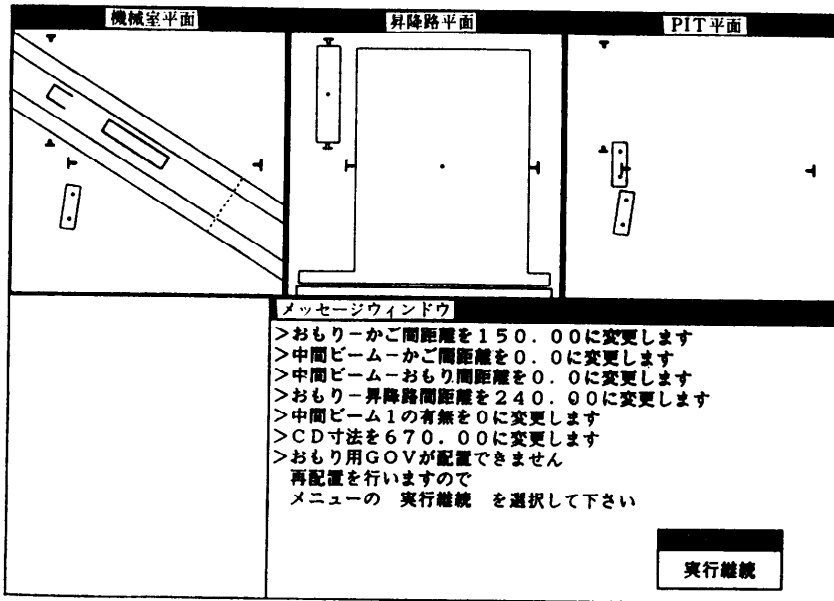 機械室平面
昇降路平面
PIT平面
メッセージウィンドウ
>おもり－かご間距離を１５０．００に変更します
>中間ビーム－かご間距離を０．０に変更します
>中間ビーム－おもり間距離を０．０に変更します
>おもり－昇降路間距離を２４０．００に変更します
>中間ビーム１の有無を０に変更します
>ＣＤ寸法を６７０．００に変更します
>おもり用ＧＯＶが配置できません
再配置を行いますので
メニューの　実行継続　を選択して下さい
実行継続